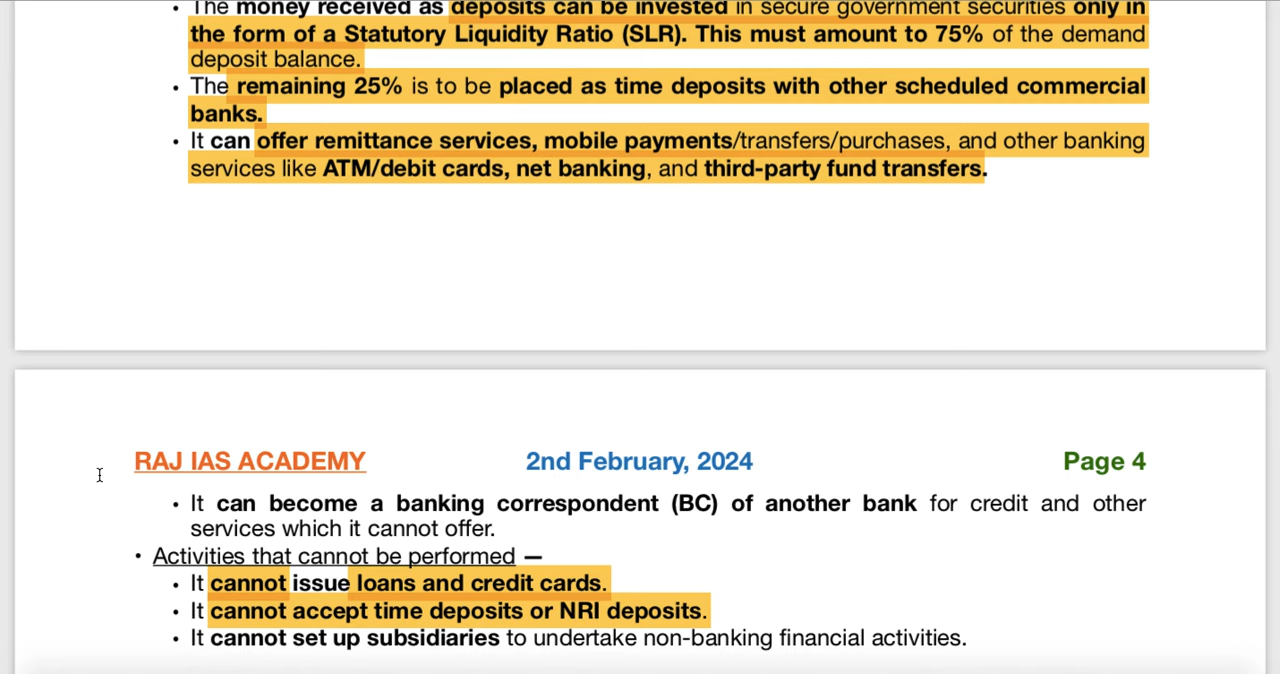 • The money received as deposits can be invested in secure government securities only in
the form of a Statutory Liquidity Ratio (SLR). This must amount to 75% of the demand
deposit balance.
• The remaining 25% is to be placed as time deposits with other scheduled commercial
banks.
• It can offer remittance services, mobile payments/transfers/purchases, and other banking
services like ATM/debit cards, net banking, and third-party fund transfers.
RAJ IAS ACADEMY 2nd February, 2024 Page 4
• It can become a banking correspondent (BC) of another bank for credit and other
services which it cannot offer.
• Activities that cannot be performed —
• It cannot issue loans and credit cards.
• It cannot accept time deposits or NRI deposits.
• It cannot set up subsidiaries to undertake non-banking financial activities.